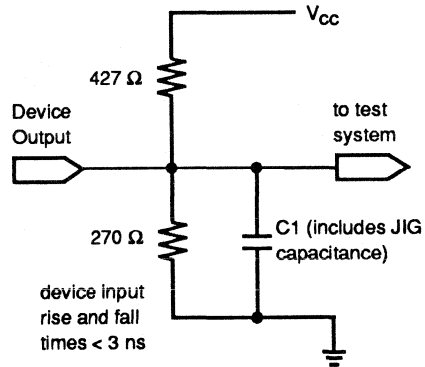 V_CC
427 Ω
Device
Output
to test
system
270 Ω
C1 (includes JIG
capacitance)
device input
rise and fall
times < 3 ns